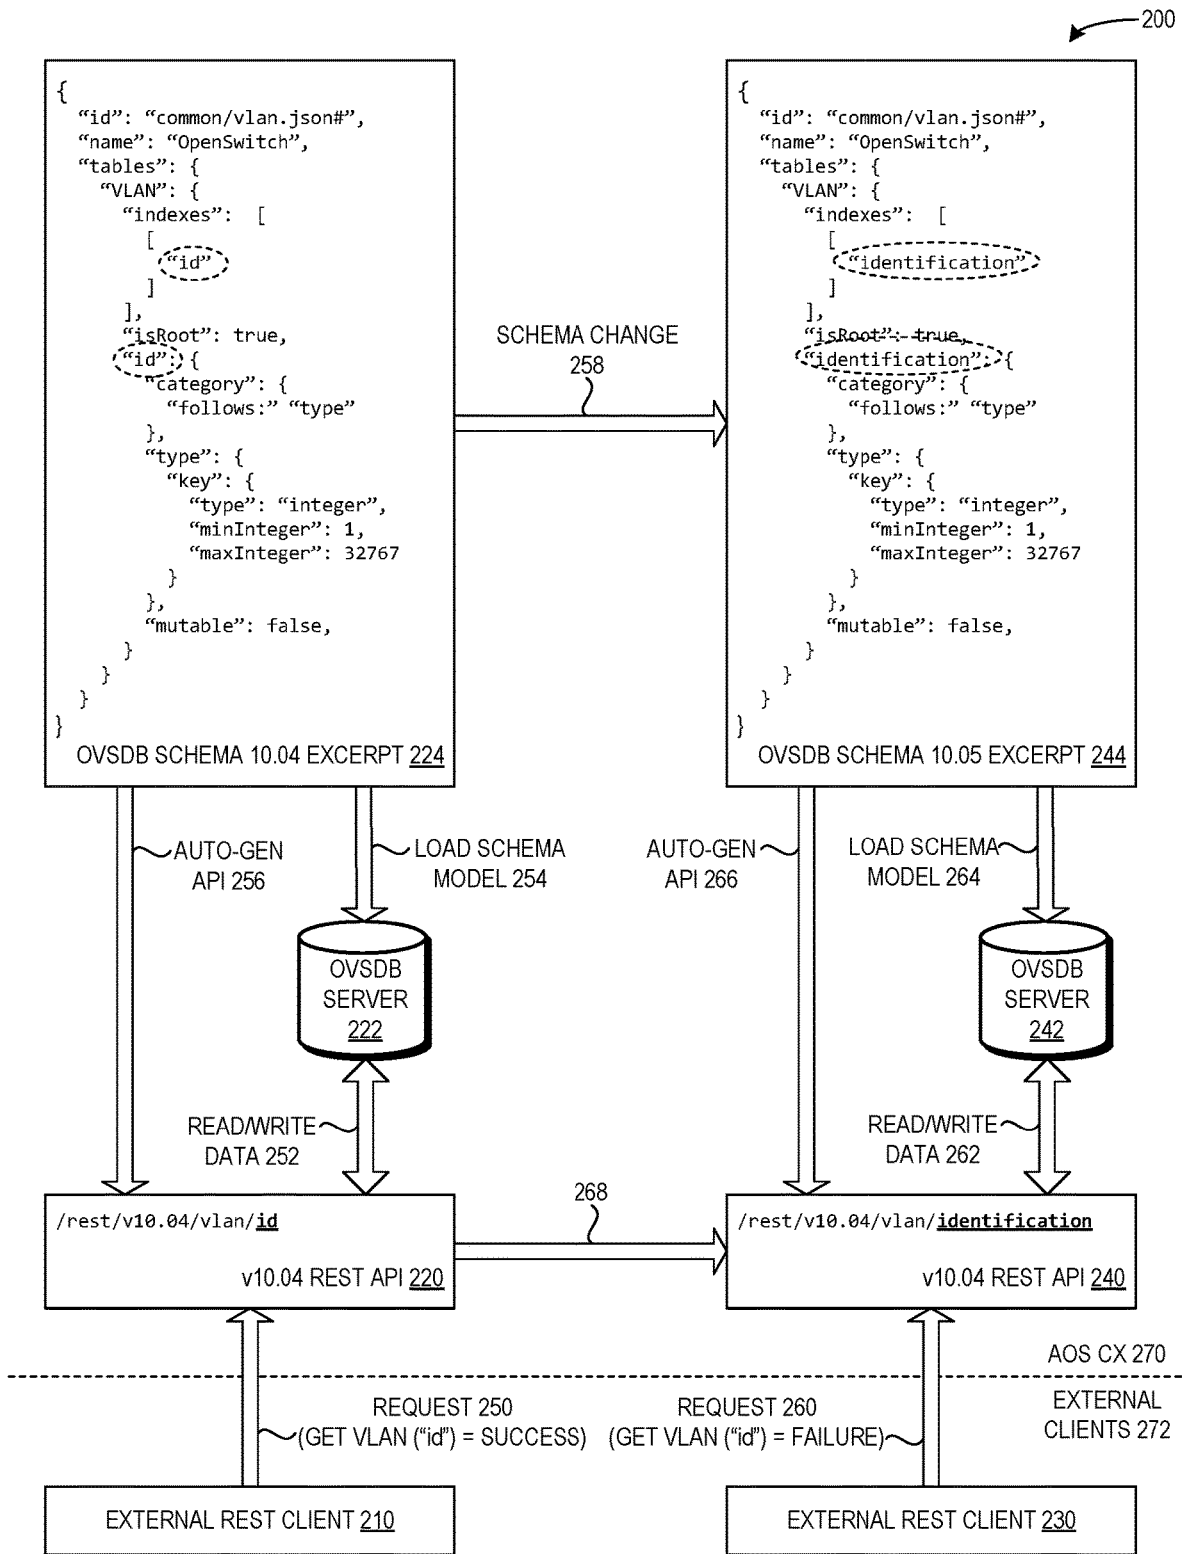 200
{
“id”: “common/vlan.json#”,
“name”: “OpenSwitch”,
“tables”: {
“VLAN”: {
“indexes”: [
[
“id”
]
],
“isRoot”: true,
“id”: {
“category”: {
“follows:” “type”
},
“type”: {
“key”: {
“type”: “integer”,
“minInteger”: 1,
“maxInteger”: 32767
}
},
“mutable”: false,
}
}
}
}
OVSDB SCHEMA 10.04 EXCERPT 224
SCHEMA CHANGE
258
{
“id”: “common/vlan.json#”,
“name”: “OpenSwitch”,
“tables”: {
“VLAN”: {
“indexes”: [
[
“identification”
]
],
“isRoot”: true,
“identification”: {
“category”: {
“follows:” “type”
},
“type”: {
“key”: {
“type”: “integer”,
“minInteger”: 1,
“maxInteger”: 32767
}
},
“mutable”: false,
}
}
}
}
OVSDB SCHEMA 10.05 EXCERPT 244
AUTO-GEN
API 256
LOAD SCHEMA
MODEL 254
AUTO-GEN
API 266
LOAD SCHEMA
MODEL 264
OVSDB
SERVER
222
OVSDB
SERVER
242
READ/WRITE
DATA 252
READ/WRITE
DATA 262
/rest/v10.04/vlan/id
v10.04 REST API 220
268
/rest/v10.04/vlan/identification
v10.04 REST API 240
AOS CX 270
EXTERNAL
CLIENTS 272
REQUEST 250
(GET VLAN (“id”) = SUCCESS)
REQUEST 260
(GET VLAN (“id”) = FAILURE)
EXTERNAL REST CLIENT 210
EXTERNAL REST CLIENT 230